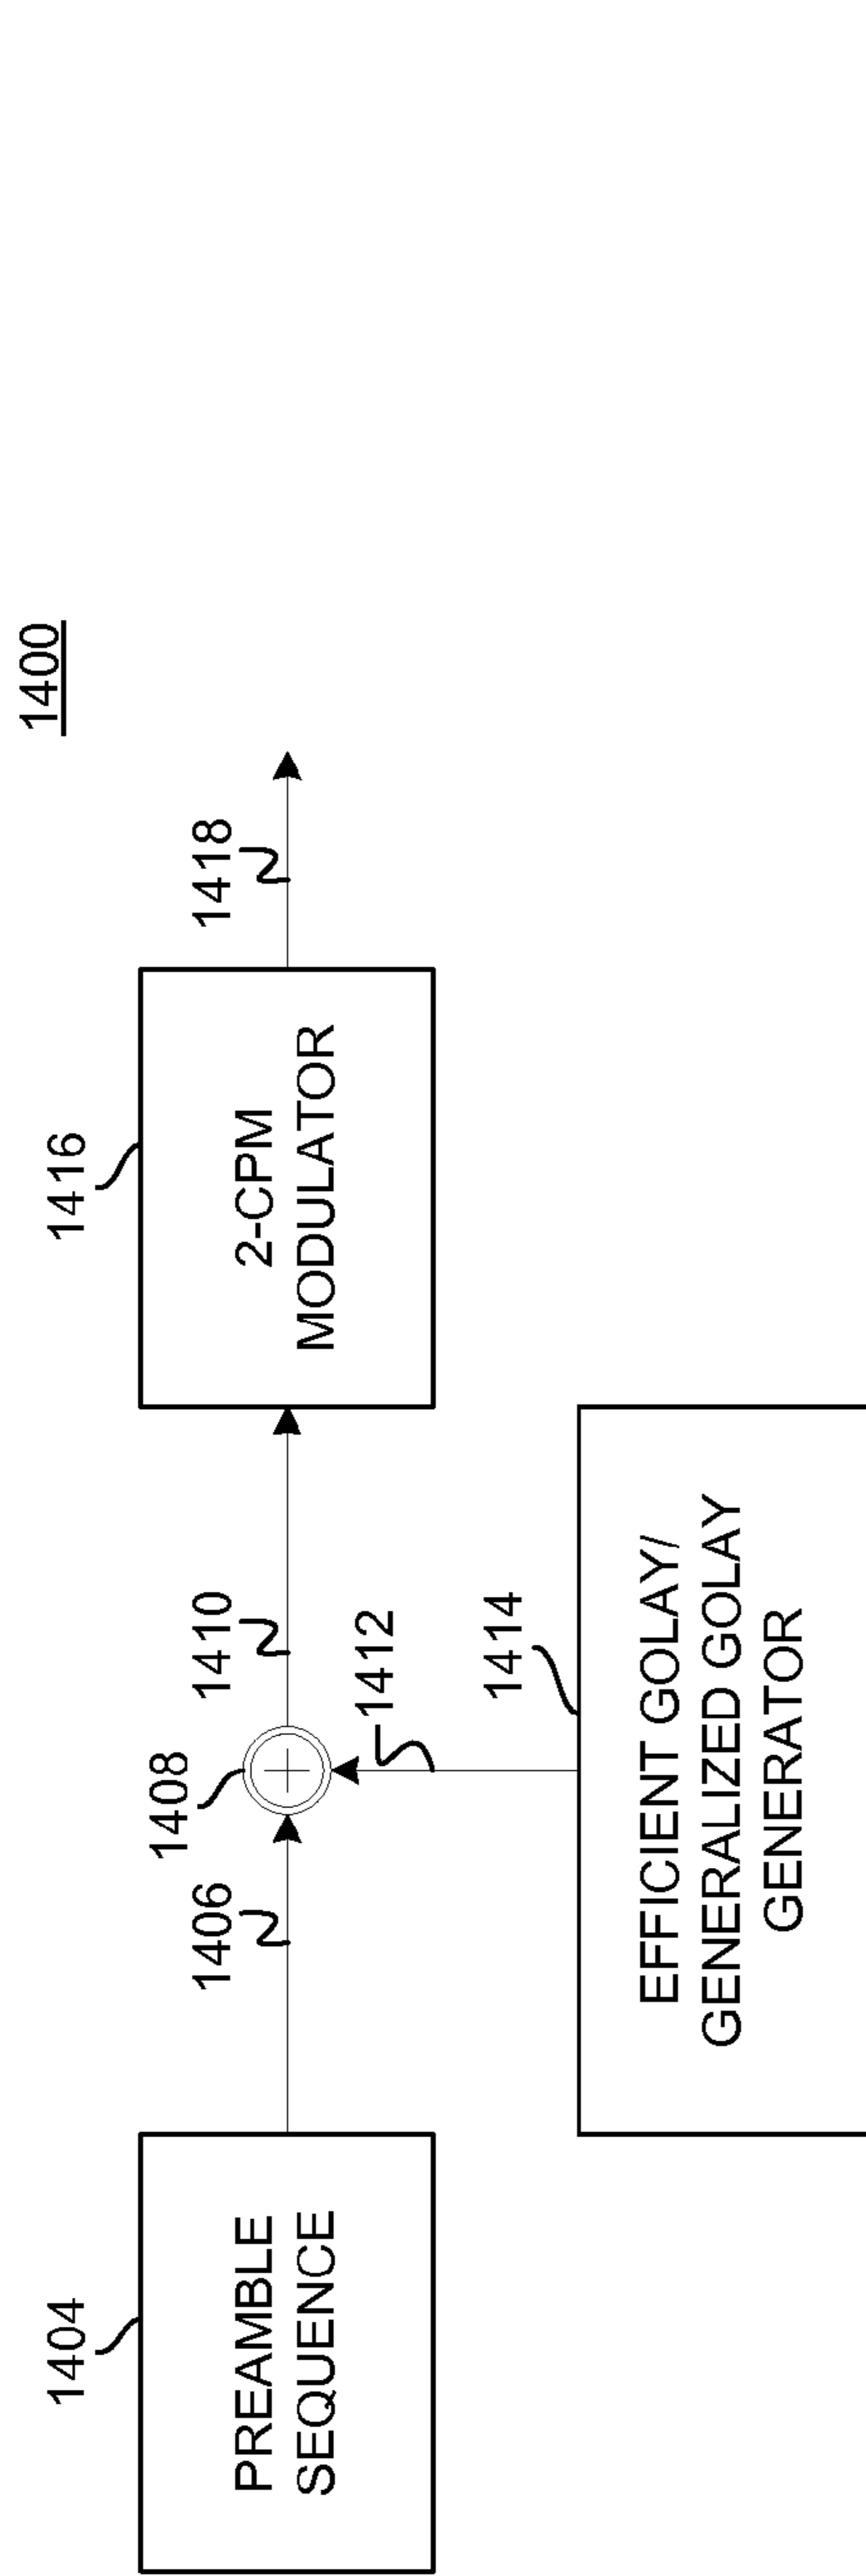 1400
1404
PREAMBLE
SEQUENCE
1406
1408
1410
1412
1414
EFFICIENT GOLAY/
GENERALIZED GOLAY
GENERATOR
1416
2-CPM
MODULATOR
1418